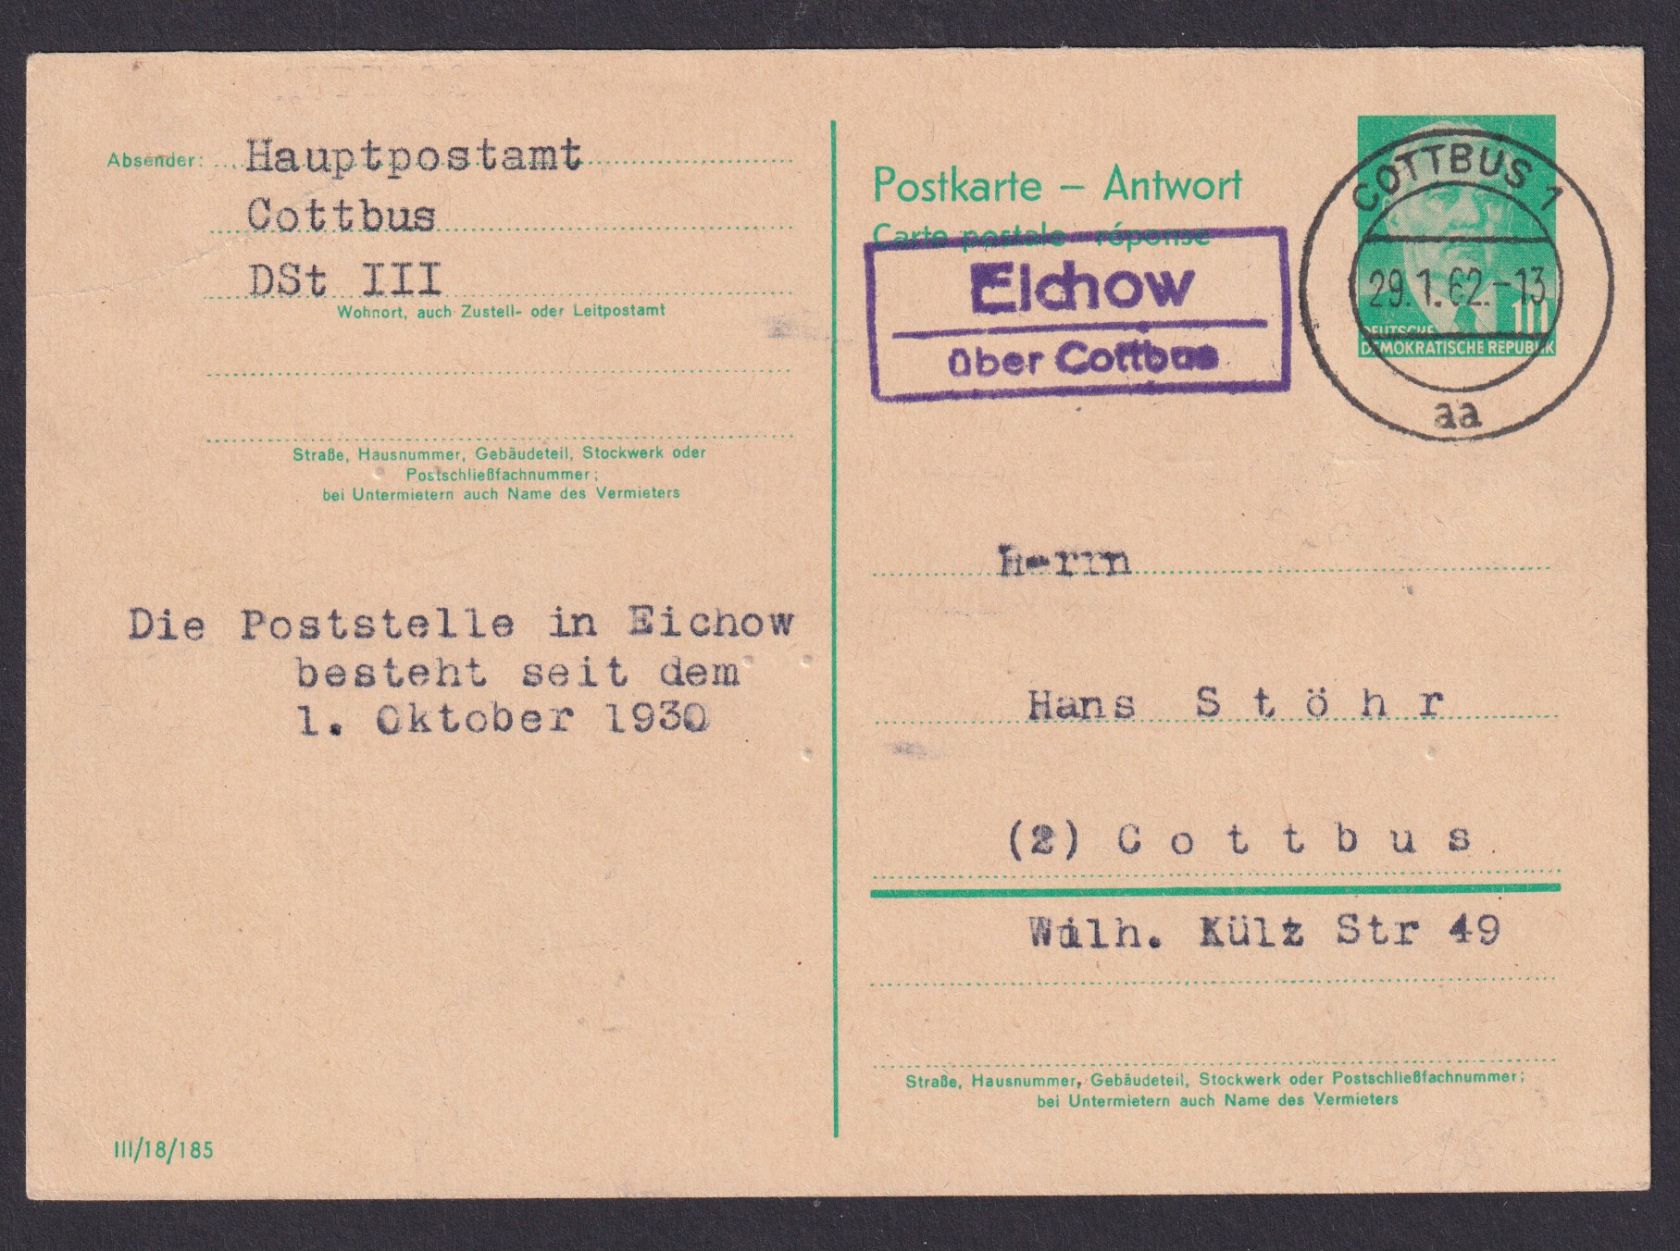 Absender: Hauptpostamt
Cottbus
DSt III
Wohnort, auch Zustell- oder Leitpostamt
Straße, Hausnummer, Gebäudeteil, Stockwerk oder
Postschließfachnummer;
bei Untermietern auch Name des Vermieters
Die Poststelle in Eichow
besteht seit dem
1. Oktober 1930
III/18/185
Postkarte – Antwort
Carte postale - réponse
Eichow
über Cottbus
COTTBUS 1
29.1.62.-13
aa
10
DEUTSCHE
DEMOKRATISCHE REPUBLIK
Herrn
Hans Stöhr
(2) Cottbus
Wilh. Külz Str 49
Straße, Hausnummer, Gebäudeteil, Stockwerk oder Postschließfachnummer;
bei Untermietern auch Name des Vermieters